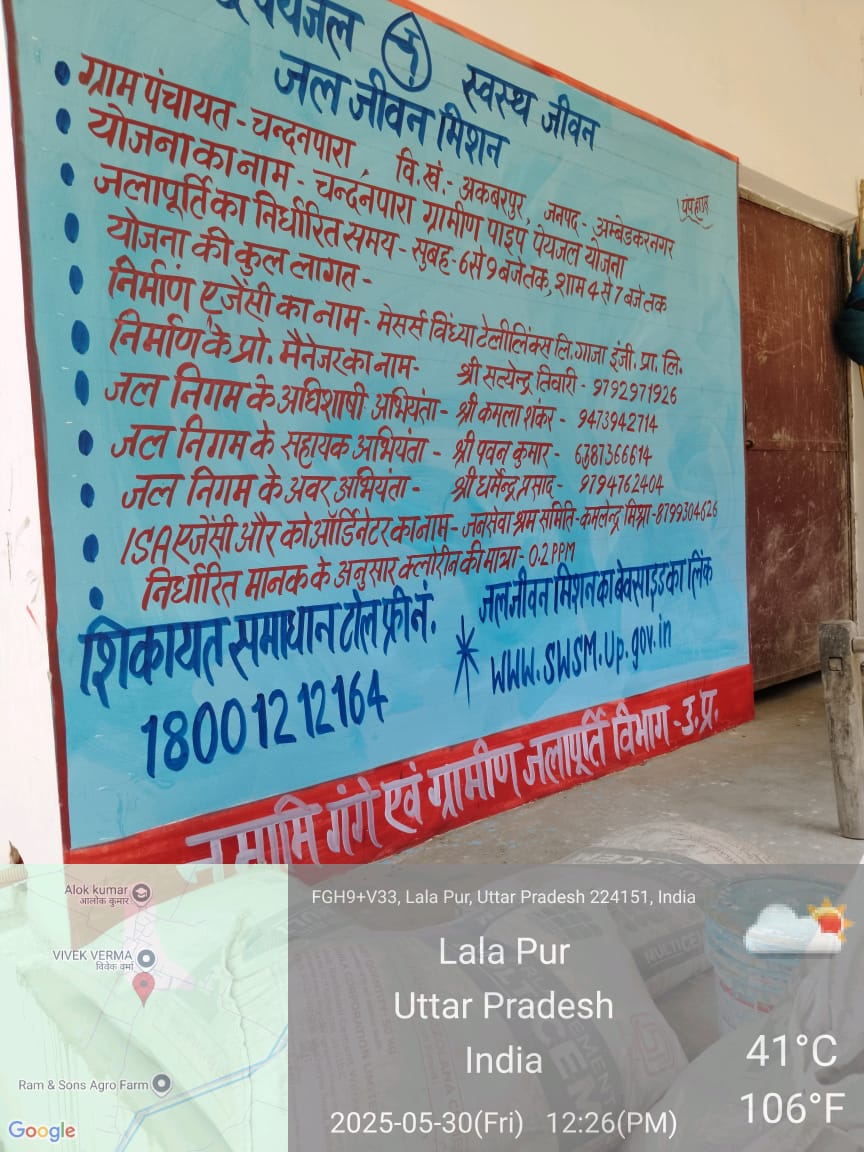 पेयजल स्वस्थ जीवन
जल जीवन मिशन
ग्राम पंचायत - चन्दनपारा, वि.खं.- अकबरपुर, जनपद - अम्बेडकरनगर
पंप हाउस
योजना का नाम - चन्दनपारा ग्रामीण पाइप पेयजल योजना
जलापूर्ति का निर्धारित समय - सुबह- 6 से 9 बजे तक, शाम 4 से 7 बजे तक
योजना की कुल लागत -
निर्माण एजेंसी का नाम - मेसर्स विंध्या टेलीलिंक्स लि. गाजा इंजी. प्रा. लि.
निर्माण के प्रो. मैनेजर का नाम- श्री सत्येन्द्र तिवारी - 9792971926
जल निगम के अधिशाषी अभियंता- श्री कमला शंकर - 9473942714
जल निगम के सहायक अभियंता - श्री पवन कुमार - 6387366614
जल निगम के अवर अभियंता- श्री धर्मेन्द्र प्रसाद - 9794762404
ISA एजेंसी और कोऑर्डिनेटर का नाम - जनसेवा श्रम समिति - कमलेन्द्र मिश्रा - 8799304626
निर्धारित मानक के अनुसार क्लोरीन की मात्रा - 0.2 PPM
शिकायत समाधान टोल फ्री नं.
18001212164
जल जीवन मिशन का बेवसाइड का लिंक
www.swsm.up.gov.in
नमामि गंगे एवं ग्रामीण जलापूर्ति विभाग - उ.प्र.
Alok kumar
आलोक कुमार
VIVEK VERMA
विवेक वर्मा
Ram & Sons Agro Farm
Google
FGH9+V33, Lala Pur, Uttar Pradesh 224151, India
Lala Pur
Uttar Pradesh
India
2025-05-30(Fri) 12:26(PM)
41°C
106°F